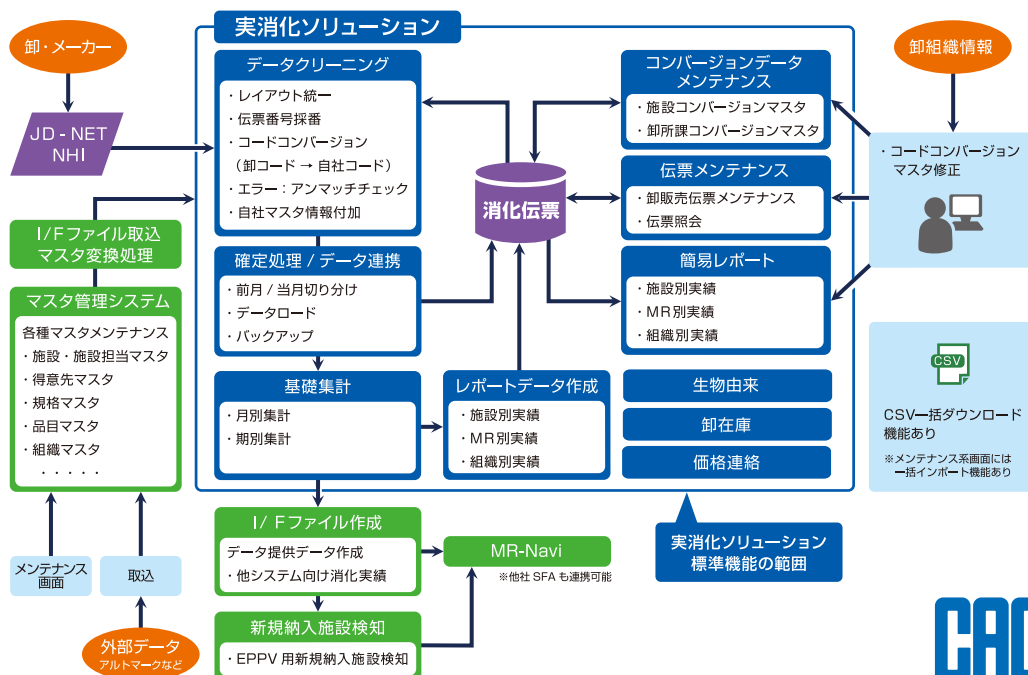 実消化ソリューション
卸・メーカー
JD-NET
NHI
データクリーニング
・レイアウト統一
・伝票番号採番
・コードコンバージョン
（卸コード → 自社コード）
・エラー：アンマッチチェック
・自社マスタ情報付加
消化伝票
コンバージョンデータ
メンテナンス
・施設コンバージョンマスタ
・卸所課コンバージョンマスタ
伝票メンテナンス
・卸販売伝票メンテナンス
・伝票照会
簡易レポート
・施設別実績
・MR別実績
・組織別実績
卸組織情報
・コードコンバージョン
マスタ修正
I/Fファイル取込
マスタ変換処理
マスタ管理システム
各種マスタメンテナンス
・施設・施設担当マスタ
・得意先マスタ
・規格マスタ
・品目マスタ
・組織マスタ
・・・・・
確定処理 / データ連携
・前月 / 当月切り分け
・データロード
・バックアップ
基礎集計
・月別集計
・期別集計
レポートデータ作成
・施設別実績
・MR別実績
・組織別実績
生物由来
卸在庫
価格連絡
CSV
CSV一括ダウンロード
機能あり
※メンテナンス系画面には
一括インポート機能あり
メンテナンス
画面
取込
外部データ
アルトマークなど
I/Fファイル作成
データ提供データ作成
・他システム向け消化実績
MR-Navi
※他社 SFA も連携可能
新規納入施設検知
・EPPV 用新規納入施設検知
実消化ソリューション
標準機能の範囲
CAC